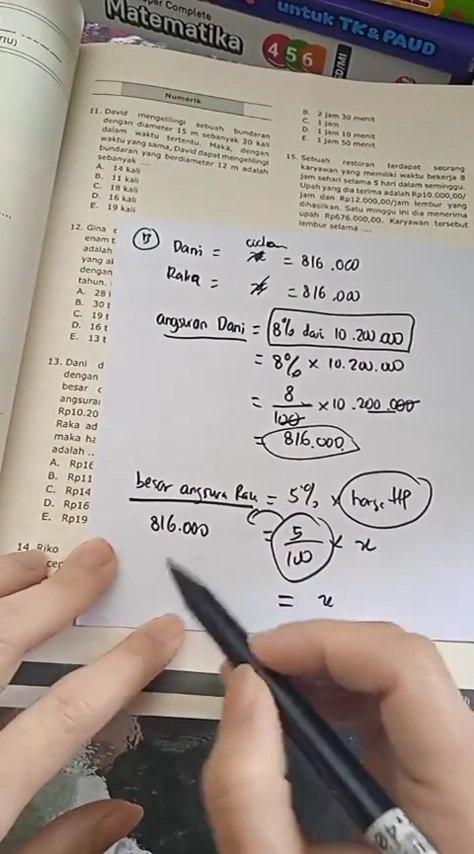 per Complete
Matematika
untuk TK & PAUD
4 5 6
SD/MI
TIU)
Numerik
11. David mengelilingi sebuah bundaran
dengan diameter 15 m sebanyak 20 kali
dalam waktu tertentu. Maka, dengan
waktu yang sama, David dapat mengelilingi
bundaran yang berdiameter 12 m adalah
sebanyak ....
A. 14 kali
B. 11 kali
C. 18 kali
D. 16 kali
E. 19 kali
12. Gina
enam t
adalah
yang a
dengan
tahun.
A. 28
B. 30 t
C. 19 t
D. 16 t
E. 13 t
13. Dani d
dengan
besar
angsura
Rp10.20
Raka ad
maka ha
adalah ..
A. Rp16
B. Rp11
C. Rp14
D. Rp16
E. Rp19
14. Riko
B. 2 jam 30 menit
C. 1 jam
D. 1 jam 10 menit
E. 1 jam 50 menit
15. Sebuah restoran terdapat seorang
karyawan yang memiliki waktu bekerja 8
jam sehari selama 5 hari dalam seminggu.
Upah yang dia terima adalah Rp10.000,00/
jam dan Rp12.000,00/jam lembur yang
dihasilkan. Satu minggu ini dia menerima
upah Rp676.000,00. Karyawan tersebut
lembur selama ....
Dani = = 816.000
Raka = x = 816.000
angsuran Dani = 8% dari 10.200.000
= 8% × 10.200.000
= 8/100 × 10.200.000
= 816.000
besar angsuran Raka = 5% × harga HP
816.000 = 5/100 × x
= x